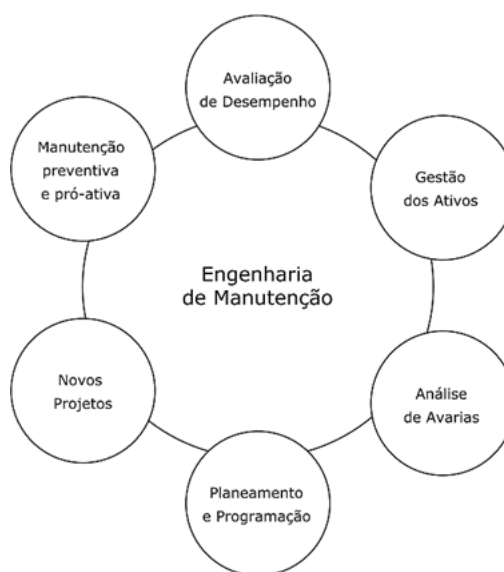 Avaliação
de Desempenho
Manutenção
preventiva
e pró-ativa
Gestão
dos Ativos
Engenharia
de Manutenção
Novos
Projetos
Análise
de Avarias
Planeamento
e Programação